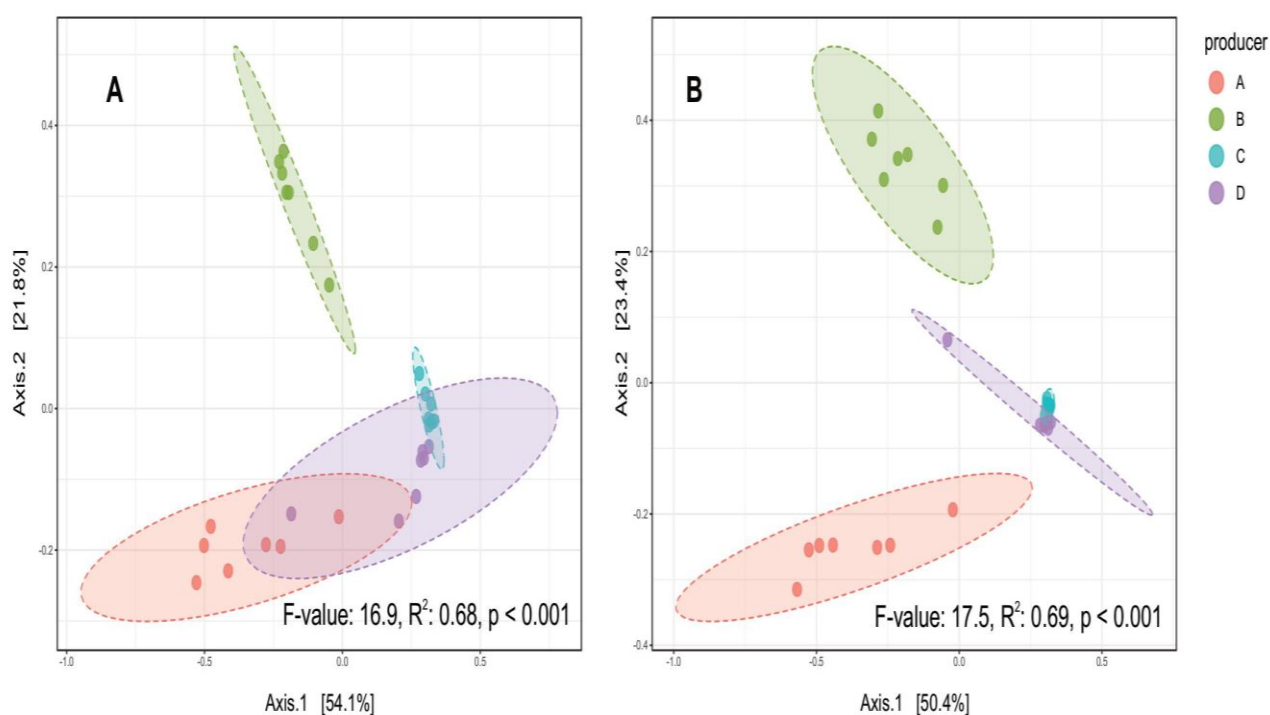 A
Axis.2 [21.8%]
0.4
0.2
0.0
-0.2
F-value: 16.9, R²: 0.68, p < 0.001
-1.0 -0.5 0.0 0.5
Axis.1 [54.1%]
B
Axis.2 [23.4%]
0.4
0.2
0.0
-0.2
-0.4
F-value: 17.5, R²: 0.69, p < 0.001
-1.0 -0.5 0.0 0.5
Axis.1 [50.4%]
producer
A
B
C
D